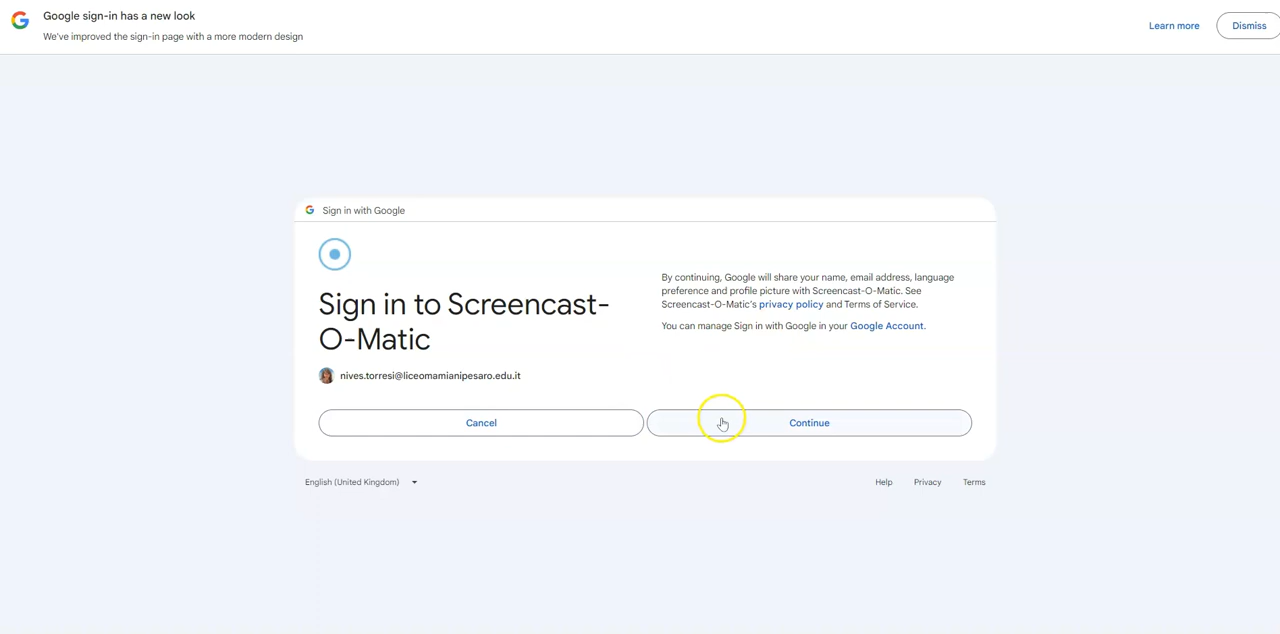 Google sign-in has a new look
We've improved the sign-in page with a more modern design
Learn more
Dismiss
Sign in with Google
Sign in to Screencast-
O-Matic
nives.torresi@liceomamianipesaro.edu.it
By continuing, Google will share your name, email address, language
preference and profile picture with Screencast-O-Matic. See
Screencast-O-Matic's privacy policy and Terms of Service.
You can manage Sign in with Google in your Google Account.
Cancel
Continue
English (United Kingdom)
Help
Privacy
Terms